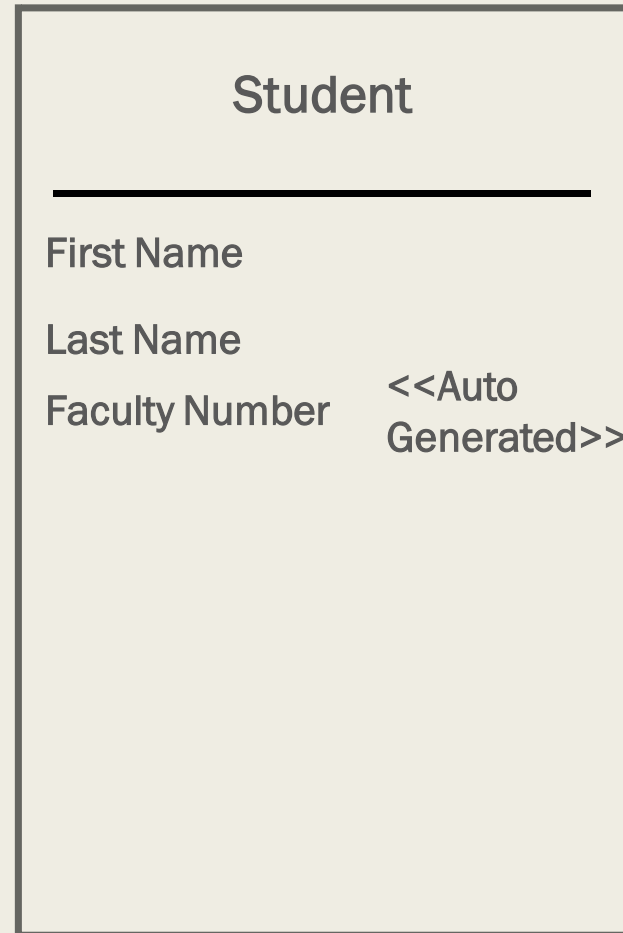 Student
First Name
Last Name
Faculty Number
<<Auto
Generated>>